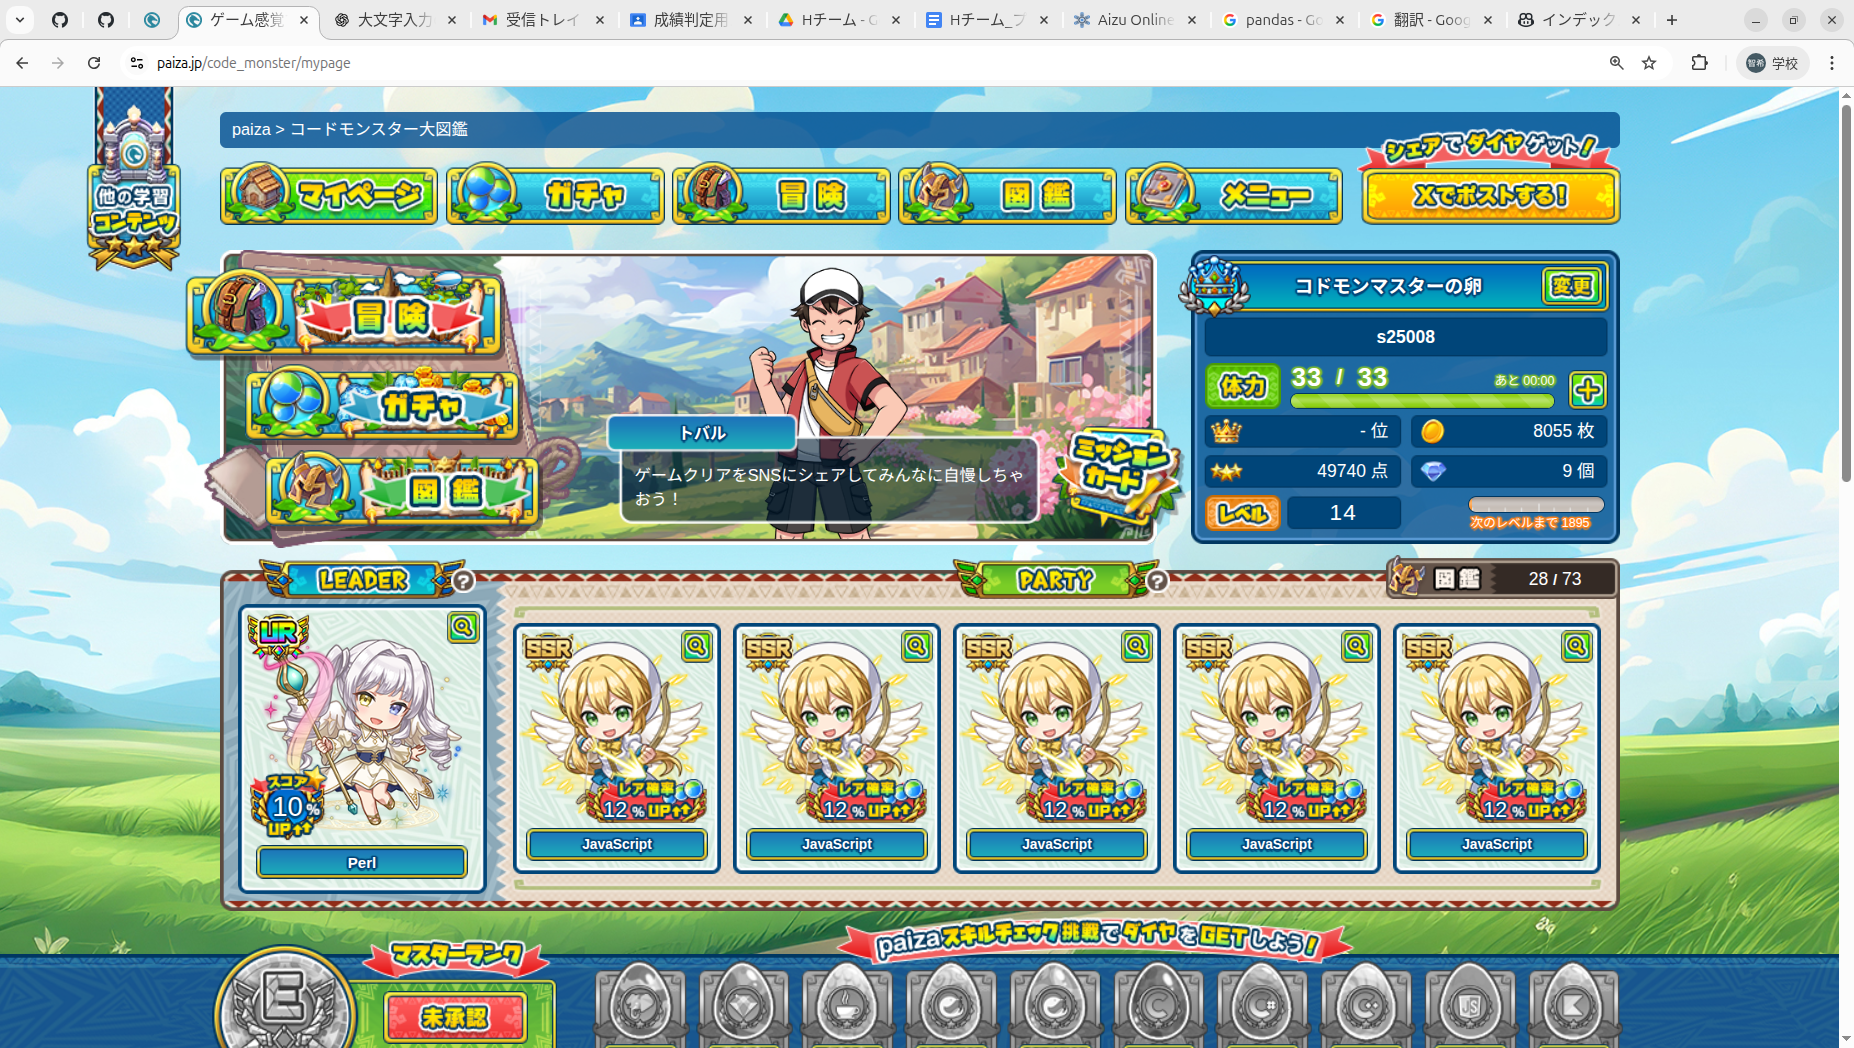 ゲーム感覚
大文字入力
受信トレイ
成績判定用
Hチーム - G
Hチーム_プ
Aizu Online
pandas - Go
翻訳 - Goog
インデック
paiza.jp/code_monster/mypage
智希
学校
paiza > コードモンスター大図鑑
他の学習
コンテンツ
マイページ
ガチャ
冒険
図鑑
メニュー
シェアでダイヤゲット!
Xでポストする!
冒険
ガチャ
図鑑
トバル
ゲームクリアをSNSにシェアしてみんなに自慢しちゃ
おう！
ミッション
カード
コドモンマスターの卵
変更
s25008
体力
33 / 33
あと 00:00
- 位
8055 枚
49740 点
9 個
レベル
14
次のレベルまで 1895
LEADER
?
PARTY
?
図鑑
28 / 73
UR
スコア
10%
UP
Perl
SSR
レア確率
12%UP
JavaScript
SSR
レア確率
12%UP
JavaScript
SSR
レア確率
12%UP
JavaScript
SSR
レア確率
12%UP
JavaScript
SSR
レア確率
12%UP
JavaScript
paizaスキルチェック挑戦でダイヤをGETしよう!
マスターランク
E
未承認
C
C#
C
JS